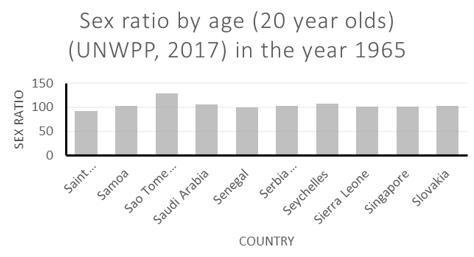 Sex ratio by age (20 year olds)
(UNWPP, 2017) in the year 1965
150
100
50
0
SEX RATIO
Saint...
Samoa
Sao Tome...
Saudi Arabia
Senegal
Serbia...
Seychelles
Sierra Leone
Singapore
Slovakia
COUNTRY